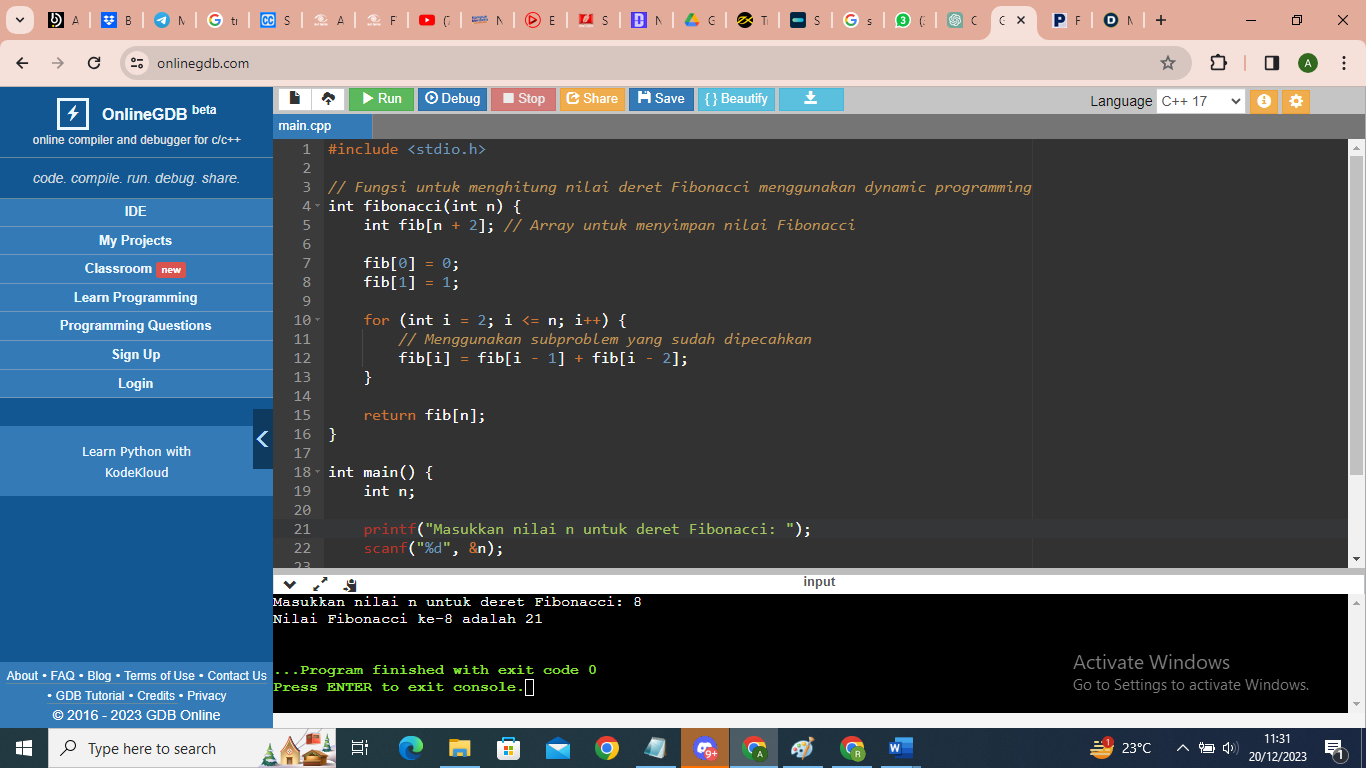 A
B
M
tr
S
A
F
(7
N
E
S
N
G
Ti
S
s
(3
C
G
F
M
onlinegdb.com
A
OnlineGDB beta
online compiler and debugger for c/c++
code. compile. run. debug. share.
IDE
My Projects
Classroom new
Learn Programming
Programming Questions
Sign Up
Login
Learn Python with
KodeKloud
About • FAQ • Blog • Terms of Use • Contact Us
• GDB Tutorial • Credits • Privacy
© 2016 - 2023 GDB Online
Run Debug Stop Share Save { } Beautify
Language C++ 17
main.cpp
1 #include <stdio.h>
2
3 // Fungsi untuk menghitung nilai deret Fibonacci menggunakan dynamic programming
4 int fibonacci(int n) {
5 int fib[n + 2]; // Array untuk menyimpan nilai Fibonacci
6
7 fib[0] = 0;
8 fib[1] = 1;
9
10 for (int i = 2; i <= n; i++) {
11 // Menggunakan subproblem yang sudah dipecahkan
12 fib[i] = fib[i - 1] + fib[i - 2];
13 }
14
15 return fib[n];
16 }
17
18 int main() {
19 int n;
20
21 printf("Masukkan nilai n untuk deret Fibonacci: ");
22 scanf("%d", &n);
23
input
Masukkan nilai n untuk deret Fibonacci: 8
Nilai Fibonacci ke-8 adalah 21
...Program finished with exit code 0
Press ENTER to exit console.
Activate Windows
Go to Settings to activate Windows.
Type here to search
9+
A
R
W
1
23°C
11:31
20/12/2023
1